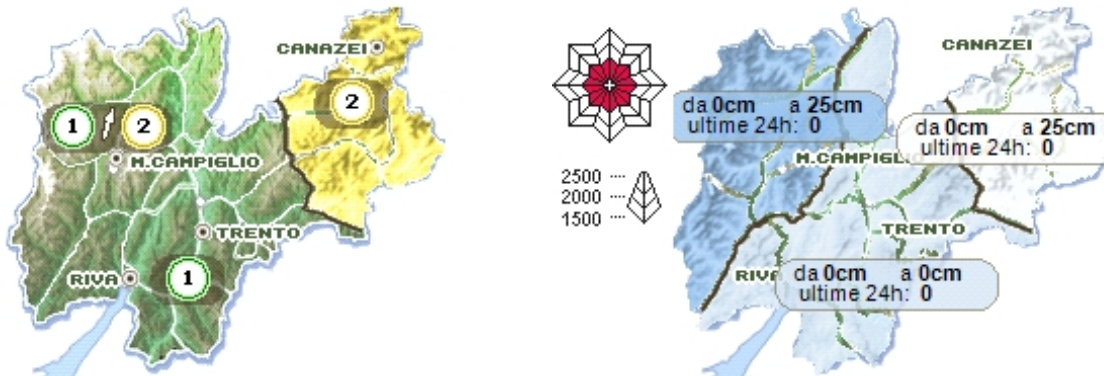 CANAZEI
2
1 2
M.CAMPIGLIO
TRENTO
RIVA
1
CANAZEI
da 0cm a 25cm
ultime 24h: 0
da 0cm a 25cm
ultime 24h: 0
M.CAMPIGLIO
2500
2000
1500
TRENTO
RIVA
da 0cm a 0cm
ultime 24h: 0